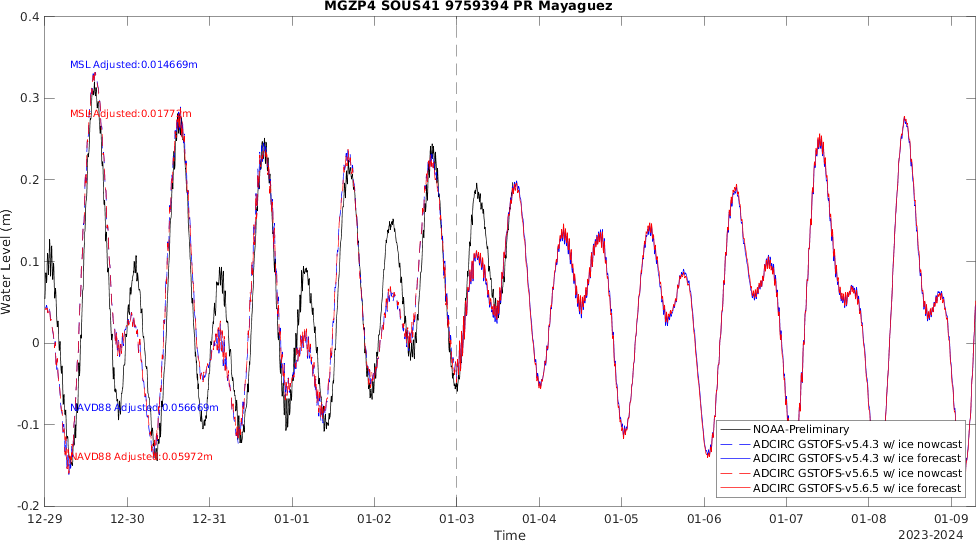 MGZP4 SOUS41 9759394 PR Mayaguez
0.4
0.3
0.2
0.1
0
-0.1
-0.2
Water Level (m)
MSL Adjusted:0.014669m
MSL Adjusted:0.01772m
NAVD88 Adjusted:0.056669m
NAVD88 Adjusted:0.05972m
NOAA-Preliminary
ADCIRC GSTOFS-v5.4.3 w/ ice nowcast
ADCIRC GSTOFS-v5.4.3 w/ ice forecast
ADCIRC GSTOFS-v5.6.5 w/ ice nowcast
ADCIRC GSTOFS-v5.6.5 w/ ice forecast
12-29 12-30 12-31 01-01 01-02 01-03 01-04 01-05 01-06 01-07 01-08 01-09
Time
2023-2024